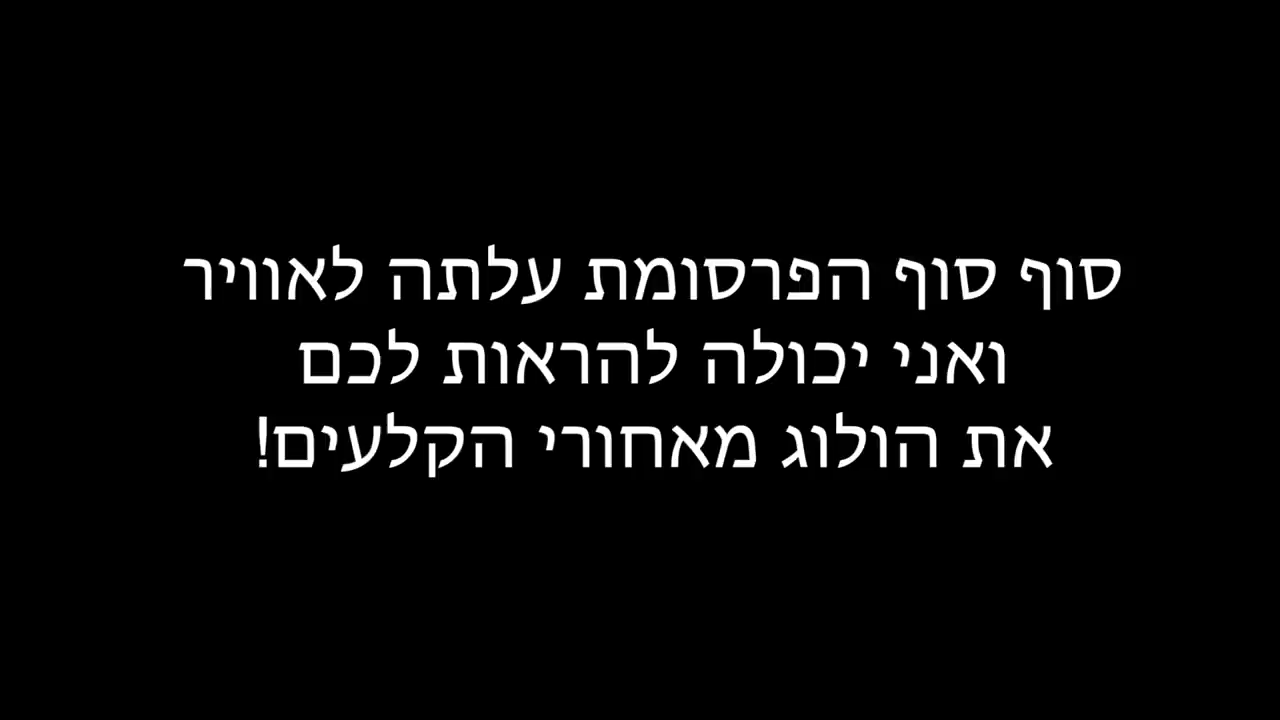 סוף סוף הפרסומת עלתה לאוויר
ואני יכולה להראות לכם
את הולוג מאחורי הקלעים!